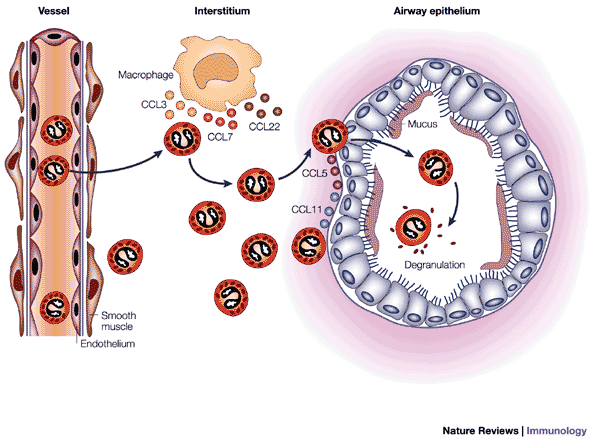 Vessel
Interstitium
Airway epithelium
Macrophage
CCL3
CCL7
CCL22
Mucus
CCL5
CCL11
Degranulation
Smooth
muscle
Endothelium
Nature Reviews | Immunology